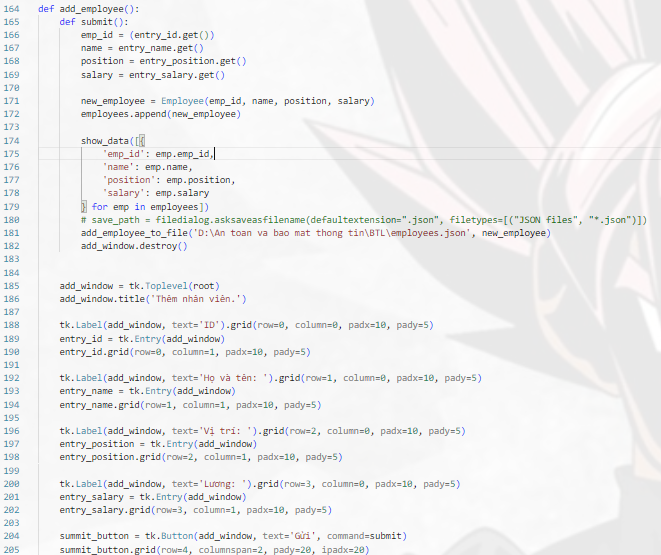 164 def add_employee():
165     def submit():
166         emp_id = (entry_id.get())
167         name = entry_name.get()
168         position = entry_position.get()
169         salary = entry_salary.get()
170
171         new_employee = Employee(emp_id, name, position, salary)
172         employees.append(new_employee)
173
174         show_data([{
175             'emp_id': emp.emp_id,
176             'name': emp.name,
177             'position': emp.position,
178             'salary': emp.salary
179         } for emp in employees])
180         # save_path = filedialog.asksaveasfilename(defaultextension=".json", filetypes=[("JSON files", "*.json")])
181         add_employee_to_file('D:\An toan va bao mat thong tin\BTL\employees.json', new_employee)
182         add_window.destroy()
183
184
185     add_window = tk.Toplevel(root)
186     add_window.title('Thêm nhân viên.')
187
188     tk.Label(add_window, text='ID').grid(row=0, column=0, padx=10, pady=5)
189     entry_id = tk.Entry(add_window)
190     entry_id.grid(row=0, column=1, padx=10, pady=5)
191
192     tk.Label(add_window, text='Họ và tên: ').grid(row=1, column=0, padx=10, pady=5)
193     entry_name = tk.Entry(add_window)
194     entry_name.grid(row=1, column=1, padx=10, pady=5)
195
196     tk.Label(add_window, text='Vị trí: ').grid(row=2, column=0, padx=10, pady=5)
197     entry_position = tk.Entry(add_window)
198     entry_position.grid(row=2, column=1, padx=10, pady=5)
199
200     tk.Label(add_window, text='Lương: ').grid(row=3, column=0, padx=10, pady=5)
201     entry_salary = tk.Entry(add_window)
202     entry_salary.grid(row=3, column=1, padx=10, pady=5)
203
204     summit_button = tk.Button(add_window, text='Gửi', command=submit)
205     summit_button.grid(row=4, columnspan=2, pady=20, ipadx=20)